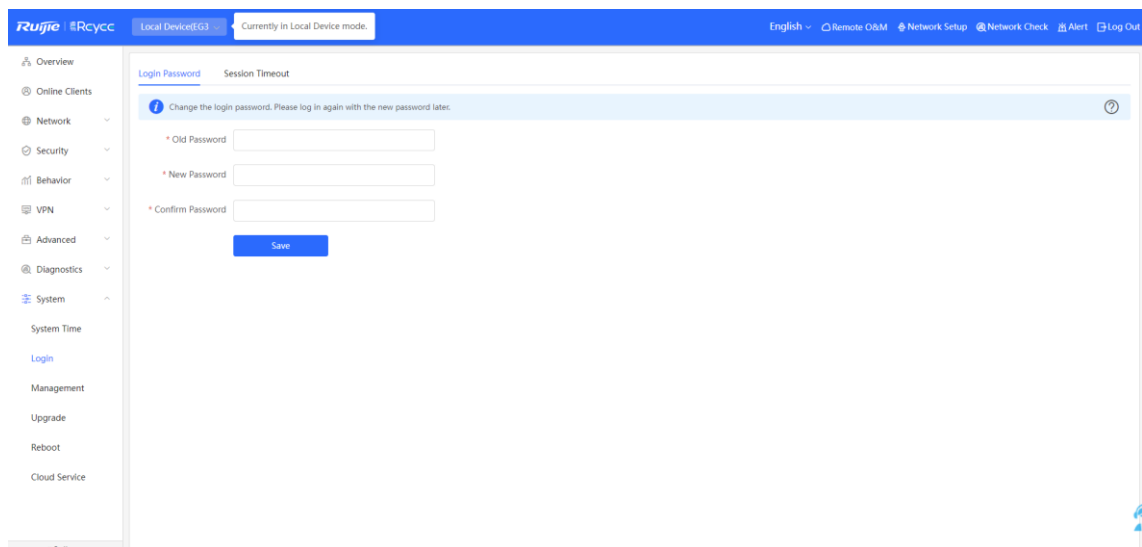 Ruijie Rcycc Local Device(EG3 Currently in Local Device mode. English Remote O&M Network Setup Network Check Alert Log Out
Overview
Online Clients
Network
Security
Behavior
VPN
Advanced
Diagnostics
System
System Time
Login
Management
Upgrade
Reboot
Cloud Service
Login Password Session Timeout
Change the login password. Please log in again with the new password later.
* Old Password
* New Password
* Confirm Password
Save